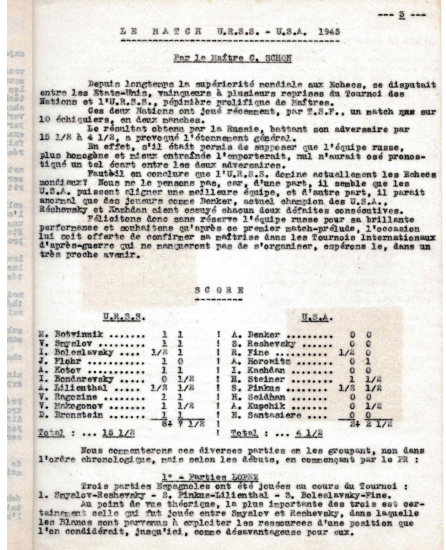 --- 3 ---
LE MATCH U.R.S.S. - U.S.A. 1945
Par le Maître C. SCHON
Depuis longtemps la supériorité mondiale aux Echecs, se disputait
entre les Etats-Unis, vainqueurs à plusieurs reprises du Tournoi des
Nations et l'U.R.S.S., pépinière prolifique de Maîtres.
Ces deux Nations ont joué récemment, par T.S.F., un match sur
10 échiquiers, en deux manches.
Le résultat obtenu par la Russie, battant son adversaire par
15 1/2 à 4 1/2, a provoqué l'étonnement général.
En effet, s'il était permis de supposer que l'équipe russe,
plus homogène et mieux entraînée l'emporterait, nul n'aurait osé pronos-
tiqué un tel écart entre les deux adversaires.
Faut-il en conclure que l'U.R.S.S. domine actuellement les Echecs
mondiaux? Nous ne le pensons pas, car, d'une part, il semble que les
U.S.A. puissent aligner une meilleure équipe, et d'autre part, il parait
anormal que des joueurs comme Denker, actuel champion des U.S.A.,
Réshevsky et Kashdan aient essuyé chacun deux défaites consécutives.
Félicitons donc sans réserve l'équipe russe pour sa brillante
performance et souhaitons qu'après ce premier match-prélude, l'occasion
lui soit offerte de confirmer sa maîtrise dans les Tournois Internationaux
d'après-guerre qui ne manqueront pas de s'organiser, espérons le, dans un
très proche avenir.
SCORE
U.R.S.S. U.S.A.
M. Botvinnik ....... 1 1 ! A. Denker ......... 0 0
V. Smyslov ......... 1 1 ! S. Reshevsky ...... 0 0
I. Boleslavsky .... 1/2 1 ! R. Fine .......... 1/2 0
J. Flohr ........... 1 0 ! A. Horowitz ....... 0 1
A. Kotov ........... 1 1 ! I. Kashdan ........ 0 0
I. Bondarevsky ..... 0 1/2 ! H. Steiner ........ 1 1/2
A. Lilienthal ..... 1/2 1/2 ! S. Pinkus ........ 1/2 1/2
V. Ragozine ........ 1 1 ! H. Seidhan ........ 0 0
V. Makogonov ....... 1 1/2 ! A. Kupchik ........ 0 1/2
D. Bronstein ....... 1 1 ! E. Santasiere ..... 0 0
8+ 7 1/2 2+ 2 1/2
Total : ... 15 1/2 ! Total : ... 4 1/2
Nous commenterons ces diverses parties en les groupant, non dans
l'ordre chronologique, mais selon les débuts, en commençant par le PR :
1° - Parties LOPEZ
Trois parties Espagnoles ont été jouées au cours du Tournoi :
1. Smyslov-Reshevsky - 2. Pinkus-Lilienthal - 3. Boleslavsky-Fine.
Au point de vue théorique, la plus importante des trois est cer-
tainement celle qui fut jouée entre Smyslov et Reshevsky, dans laquelle
les Blancs sont parvenus à exploiter les ressources d'une position que
l'on considérait, jusqu'ici, comme désavantageuse pour eux.